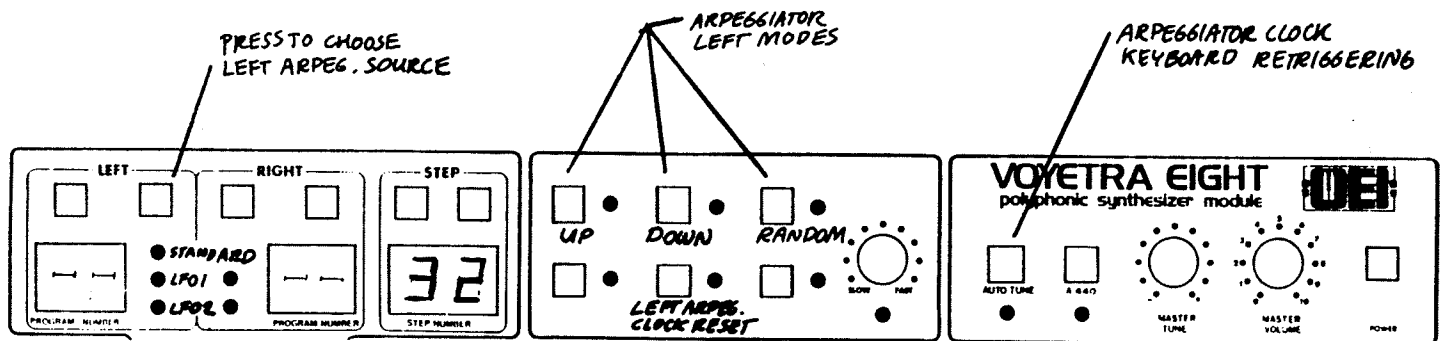 PRESS TO CHOOSE
LEFT ARPEG. SOURCE
ARPEGGIATOR
LEFT MODES
ARPEGGIATOR CLOCK
KEYBOARD RETRIGGERING
LEFT
RIGHT
STEP
STANDARD
LFO1
LFO2
32
PROGRAM NUMBER
PROGRAM NUMBER
STEP NUMBER
UP
DOWN
RANDOM
LEFT ARPEG.
CLOCK RESET
SLOW
FAST
VOYETRA EIGHT
polyphonic synthesizer module
OEI
AUTO TUNE
A 440
MASTER
TUNE
MASTER
VOLUME
POWER